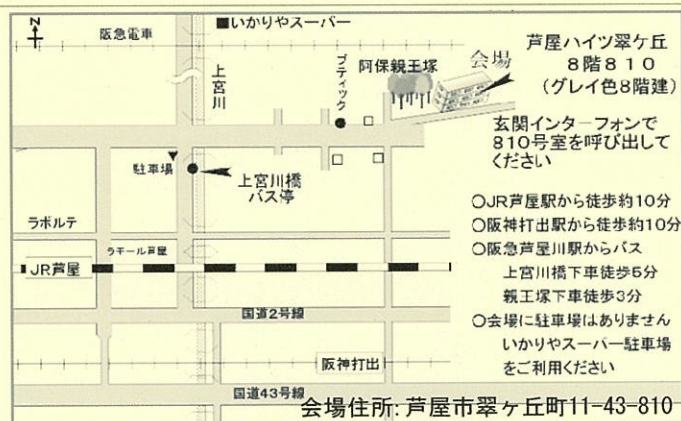 N
阪急電車
■いかりやスーパー
上宮川
ブティック
阿保親王塚
会場
芦屋ハイツ翠ケ丘
8階810
(グレイ色8階建)
玄関インターフォンで
810号室を呼び出して
ください
駐車場
上宮川橋
バス停
ラポルテ
ラモール芦屋
JR芦屋
国道2号線
阪神打出
国道43号線
○JR芦屋駅から徒歩約10分
○阪神打出駅から徒歩約10分
○阪急芦屋川駅からバス
上宮川橋下車徒歩5分
親王塚下車徒歩3分
○会場に駐車場はありません
いかりやスーパー駐車場
をご利用ください
会場住所:芦屋市翠ヶ丘町11-43-810